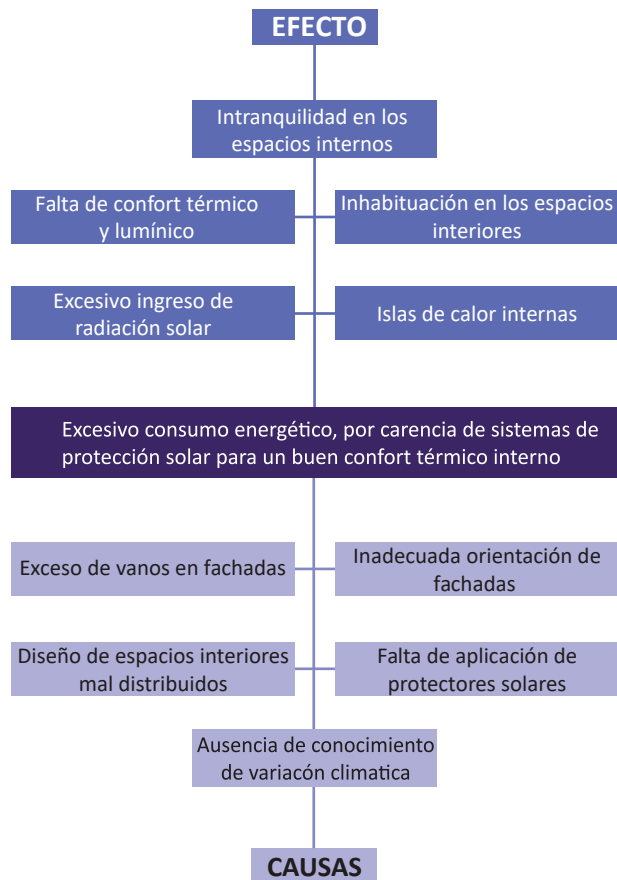 EFECTO
Intranquilidad en los
espacios internos
Falta de confort térmico
y lumínico
Inhabituación en los espacios
interiores
Excesivo ingreso de
radiación solar
Islas de calor internas
Excesivo consumo energético, por carencia de sistemas de
protección solar para un buen confort térmico interno
Exceso de vanos en fachadas
Inadecuada orientación de
fachadas
Diseño de espacios interiores
mal distribuidos
Falta de aplicación de
protectores solares
Ausencia de conocimiento
de variacón climatica
CAUSAS